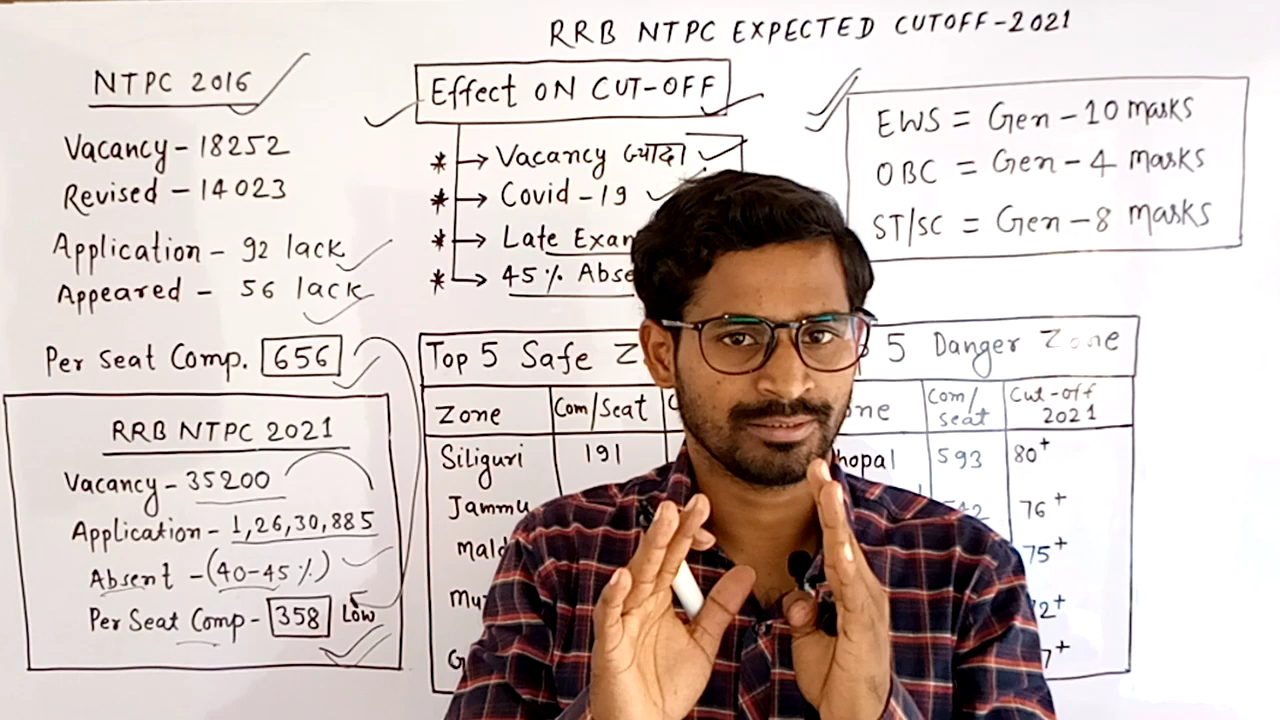 RRB NTPC EXPECTED CUTOFF-2021
NTPC 2016
Vacancy - 18252
Revised - 14023
Application - 92 lack
Appeared - 56 lack
Per Seat Comp. 656
RRB NTPC 2021
Vacancy - 35200
Application - 1,26,30,885
Absent - (40-45%)
Per Seat Comp - 358 Low
Effect ON CUT-OFF
* → Vacancy ज्यादा
* → Covid-19
* → Late
* → 45%
EWS = Gen - 10 marks
OBC = Gen - 4 marks
ST/SC = Gen - 8 marks
Top 5 Safe
Zone Com/Seat
Siliguri 191
Jammu
5 Danger Zone
Com/seat Cut-off 2021
593 80+
76+
75+